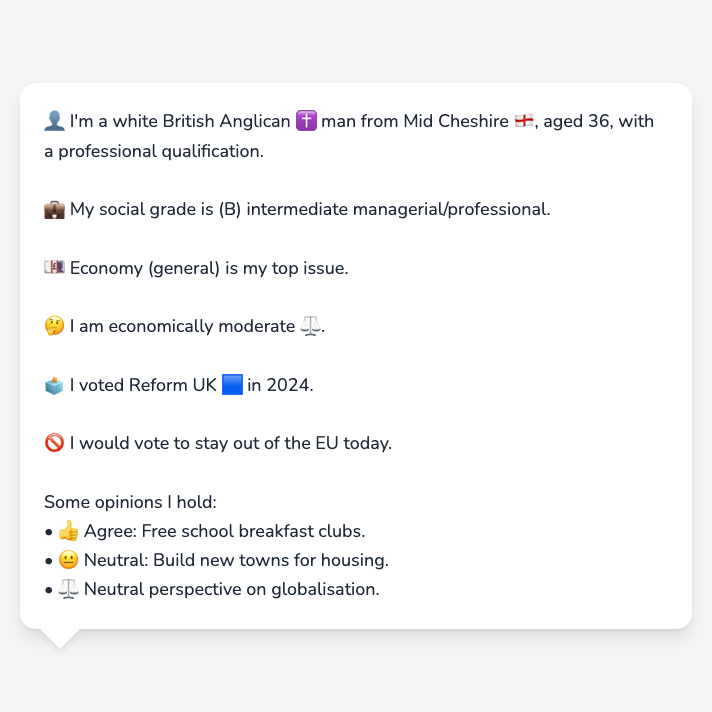 👤 I'm a white British Anglican ✝️ man from Mid Cheshire 🏴󠁧󠁢󠁥󠁮󠁧󠁿, aged 36, with
a professional qualification.
💼 My social grade is (B) intermediate managerial/professional.
💷 Economy (general) is my top issue.
🤔 I am economically moderate ⚖️.
🗳️ I voted Reform UK 🟦 in 2024.
🚫 I would vote to stay out of the EU today.
Some opinions I hold:
• 👍 Agree: Free school breakfast clubs.
• 😐 Neutral: Build new towns for housing.
• ⚖️ Neutral perspective on globalisation.